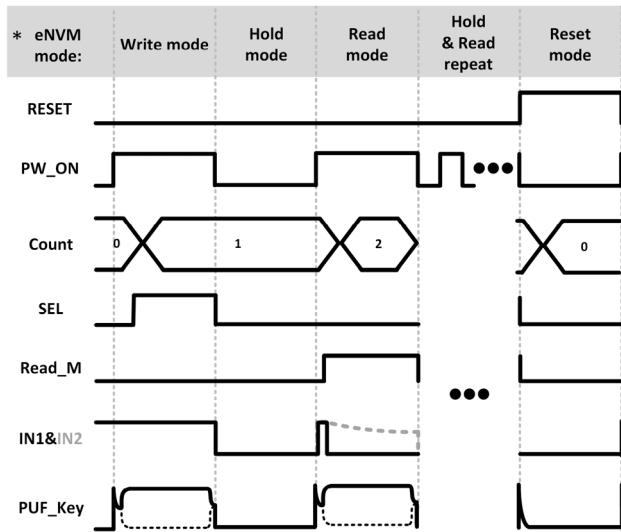 * eNVM mode:
Write mode
Hold mode
Read mode
Hold & Read repeat
Reset mode
RESET
PW_ON
Count
0
1
2
0
SEL
Read_M
IN1&IN2
PUF_Key